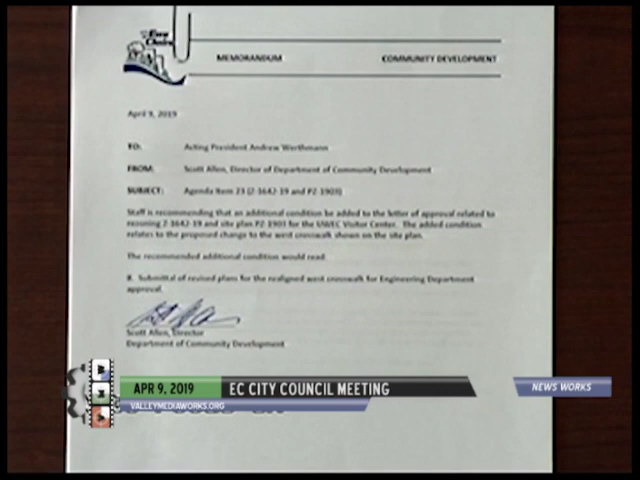 Eau
Claire
MEMORANDUM COMMUNITY DEVELOPMENT
April 9, 2019
TO: Acting President Andrew Werthmann
FROM: Scott Allen, Director of Department of Community Development
SUBJECT: Agenda Item 23 (Z-1642-19 and PZ-1903)
Staff is recommending that an additional condition be added to the letter of approval related to
rezoning Z-1642-19 and site plan PZ-1903 for the UWEC Visitor Center. The added condition
relates to the proposed change to the west crosswalk shown on the site plan.
The recommended additional condition would read:
8. Submittal of revised plans for the realigned west crosswalk for Engineering Department
approval.
Scott Allen, Director
Department of Community Development
APR 9, 2019 EC CITY COUNCIL MEETING NEWS WORKS
VALLEYMEDIAWORKS.ORG